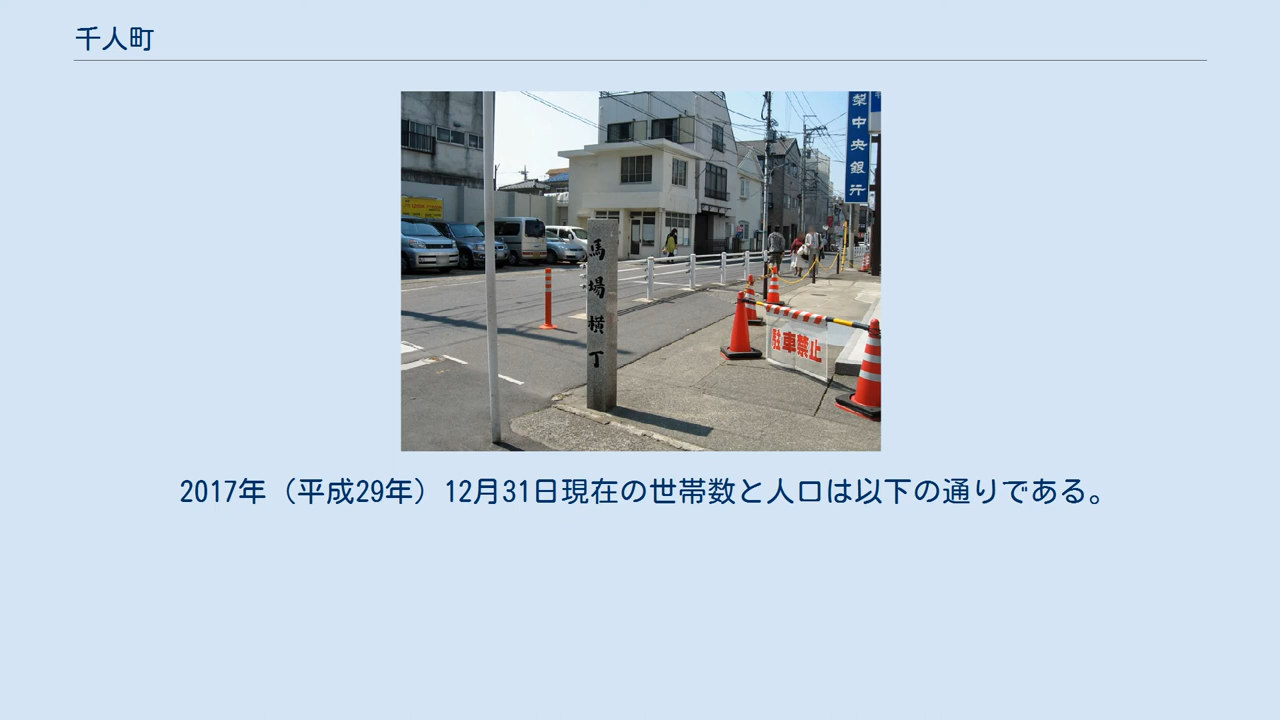 千人町
梨中央銀行
馬場横丁
駐車禁止
2017年（平成29年）12月31日現在の世帯数と人口は以下の通りである。